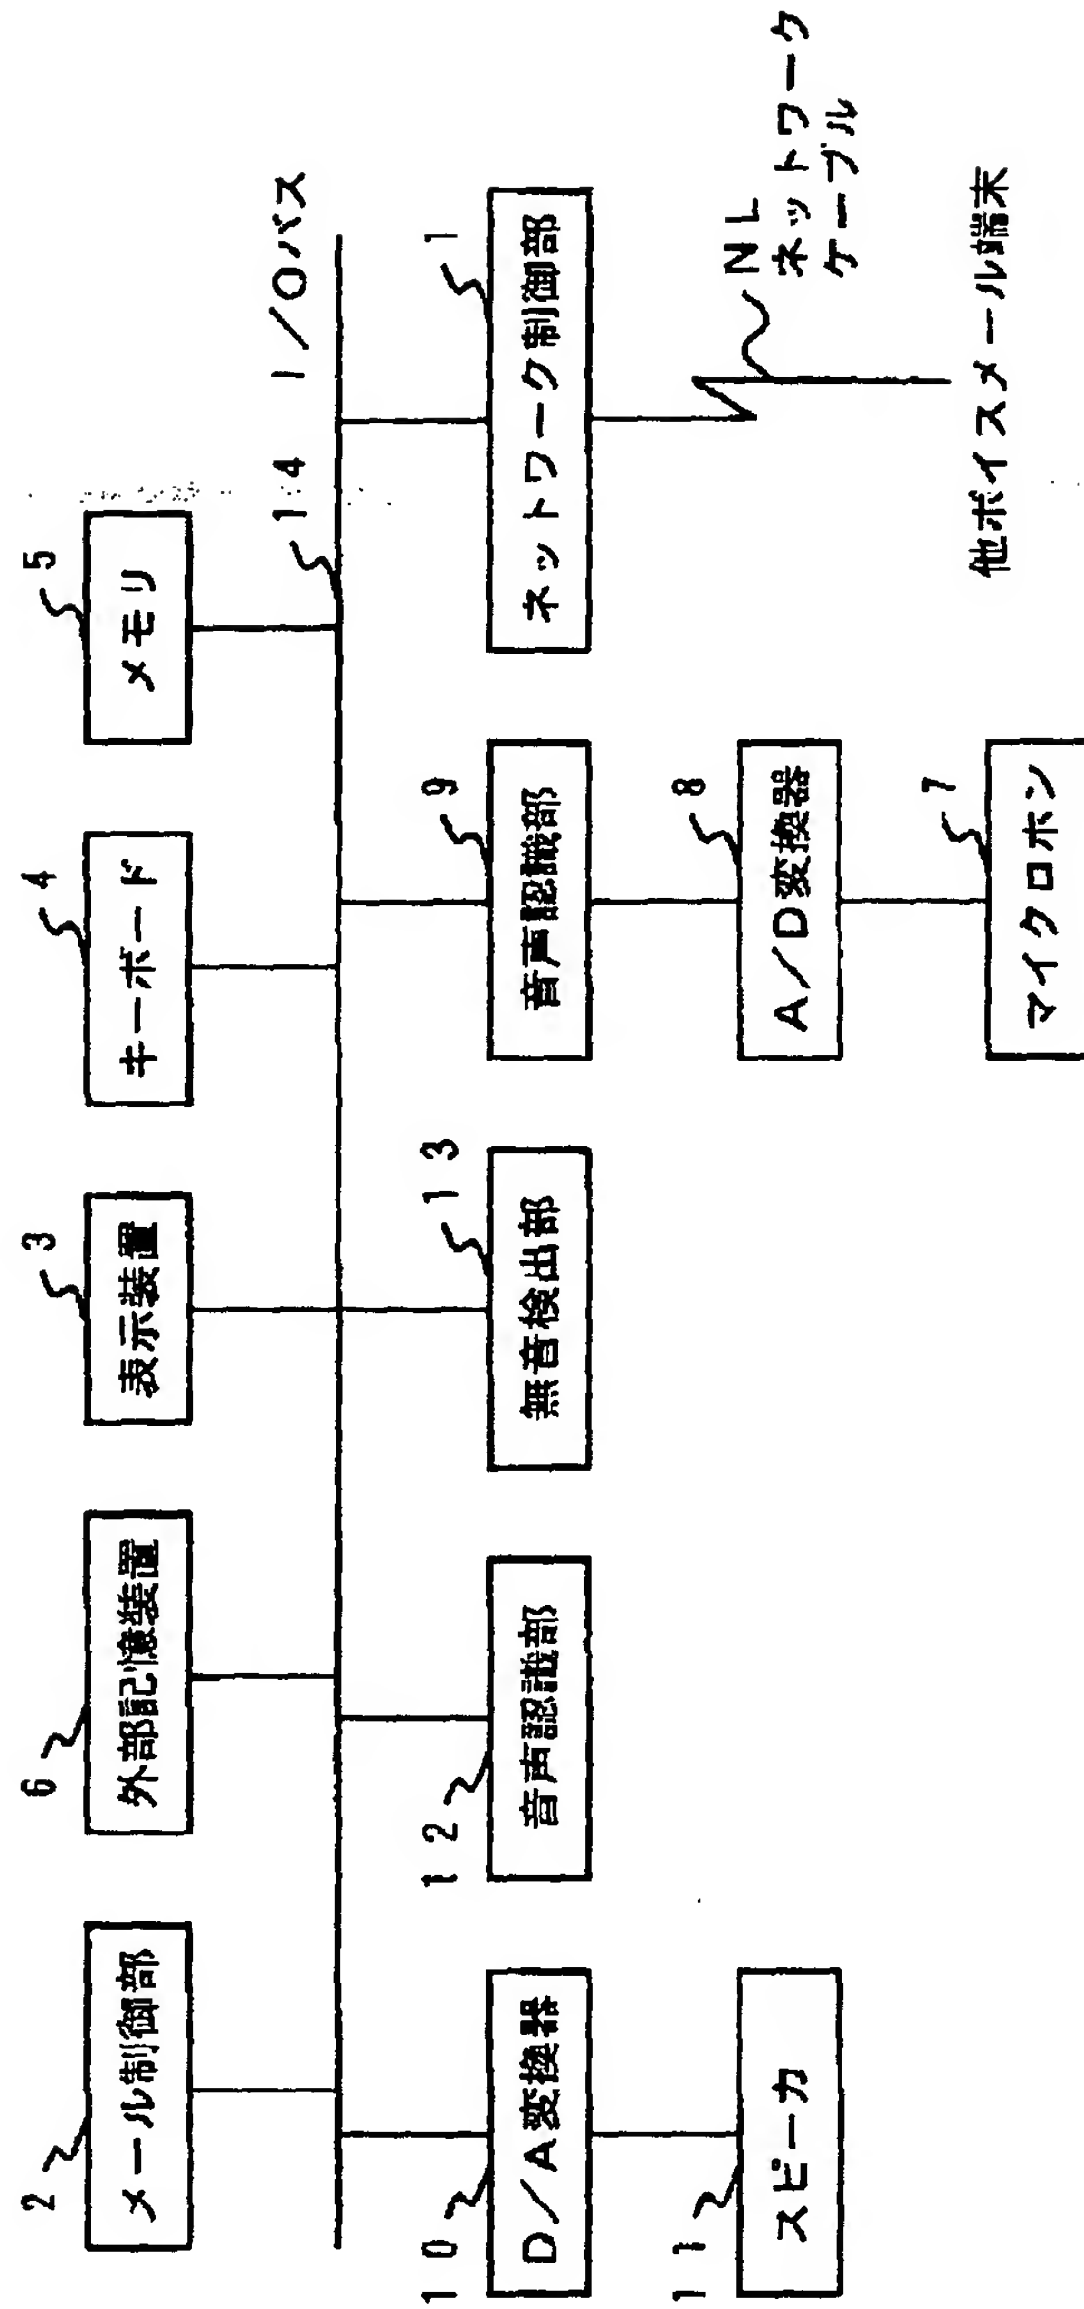 2
メール制御部
6
外部記憶装置
3
表示装置
4
キーボード
5
メモリ
14 I/Oバス
10
D/A変換器
12
音声認識部
13
無音検出部
9
音声認識部
1
ネットワーク制御部
11
スピーカ
8
A/D変換器
NL
ネットワーク
ケーブル
7
マイクロホン
他ボイスメール端末